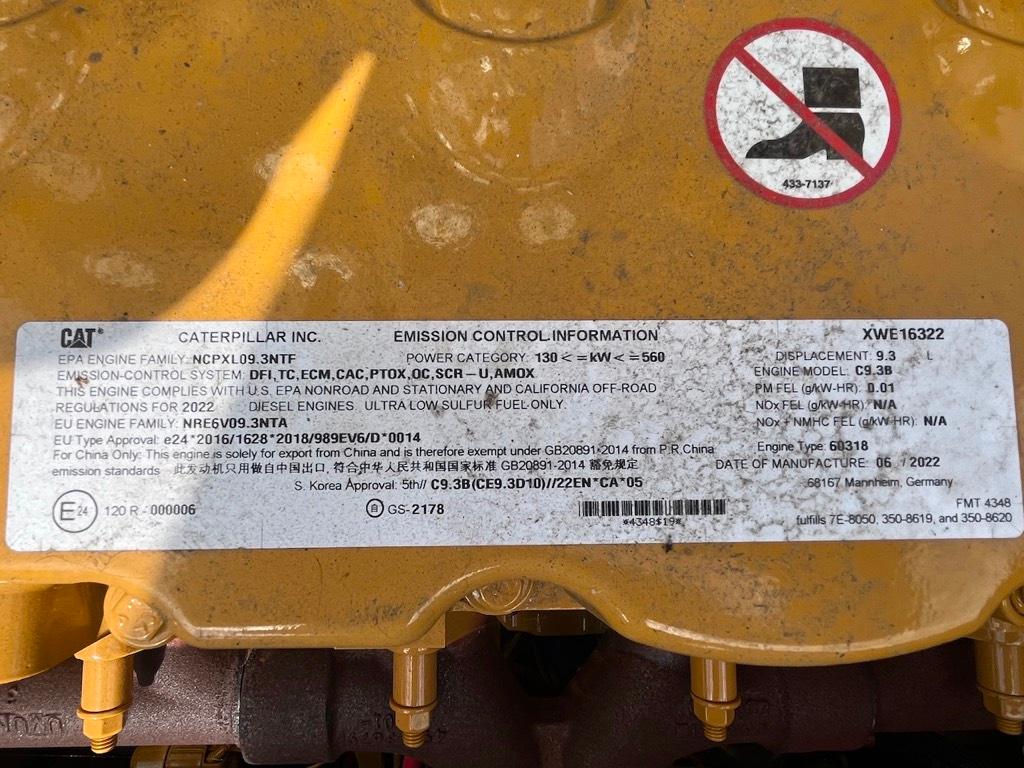 433-7137
CAT® CATERPILLAR INC. EMISSION CONTROL INFORMATION XWE16322
EPA ENGINE FAMILY: NCPXL09.3NTF POWER CATEGORY: 130 <=kW<= 560 DISPLACEMENT: 9.3 L
EMISSION-CONTROL SYSTEM: DFI,TC,ECM,CAC,PTOX,OC,SCR-U,AMOX ENGINE MODEL: C9.3B
THIS ENGINE COMPLIES WITH U.S. EPA NONROAD AND STATIONARY AND CALIFORNIA OFF-ROAD PM FEL (g/kW-HR): 0.01
REGULATIONS FOR 2022 DIESEL ENGINES. ULTRA LOW SULFUR FUEL ONLY. NOx FEL (g/kW-HR): N/A
EU ENGINE FAMILY: NRE6V09.3NTA NOx + NMHC FEL (g/kW-HR): N/A
EU Type Approval: e24*2016/1628*2018/989EV6/D*0014 Engine Type: 60318
For China Only: This engine is solely for export from China and is therefore exempt under GB20891-2014 from P.R.China
emission standards 此发动机只用做自中国出口,符合中华人民共和国国家标准 GB20891-2014 豁免规定 DATE OF MANUFACTURE: 06 / 2022
S. Korea Approval: 5th// C9.3B(CE9.3D10)//22EN*CA*05 68167 Mannheim, Germany
E24 120 R - 000006 自 GS-2178 FMT 4348
*4348$19* fulfills 7E-8050, 350-8619, and 350-8620